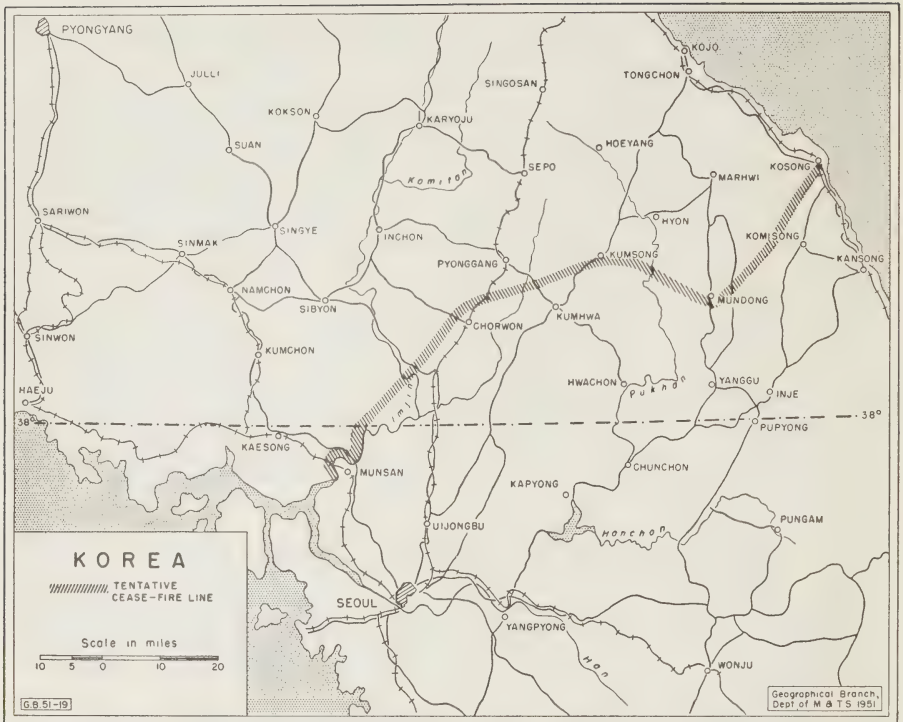 PYONGYANG
JULLI
SINGOSAN
KOJO
TONGCHON
KOKSON
KARYOJU
SUAN
HOEYANG
KOSONG
SEPO
MARHWI
Komiton
SARIWON
SINMAK
SINGYE
INCHON
HYON
KOMISONG
KANSONG
PYONGGANG
KUMSONG
NAMCHON
SIBYON
MUNDONG
CHORWON
KUMHWA
SINWON
KUMCHON
HAEJU
Imjin
HWACHON
Pukhan
YANGGU
INJE
38°
38°
PUPYONG
KAESONG
MUNSAN
CHUNCHON
KAPYONG
UIJONGBU
Hanchon
PUNGAM
KOREA
TENTATIVE
CEASE-FIRE LINE
SEOUL
YANGPYONG
Han
WONJU
Scale in miles
10 5 0 10 20
G.B.51-19
Geographical Branch,
Dept of M & T S 1951